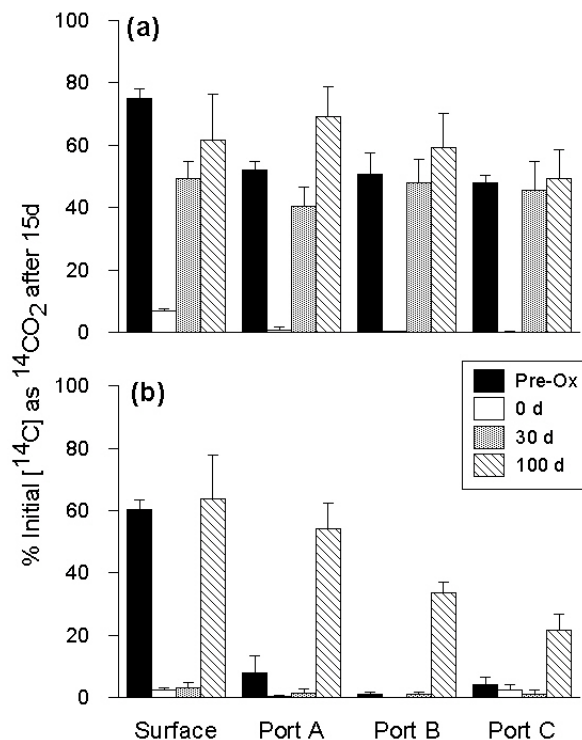 100
(a)
80
60
40
20
0
% Initial [14C] as 14CO2 after 15d
100
(b)
80
60
40
20
0
Pre-Ox
0 d
30 d
100 d
Surface Port A Port B Port C